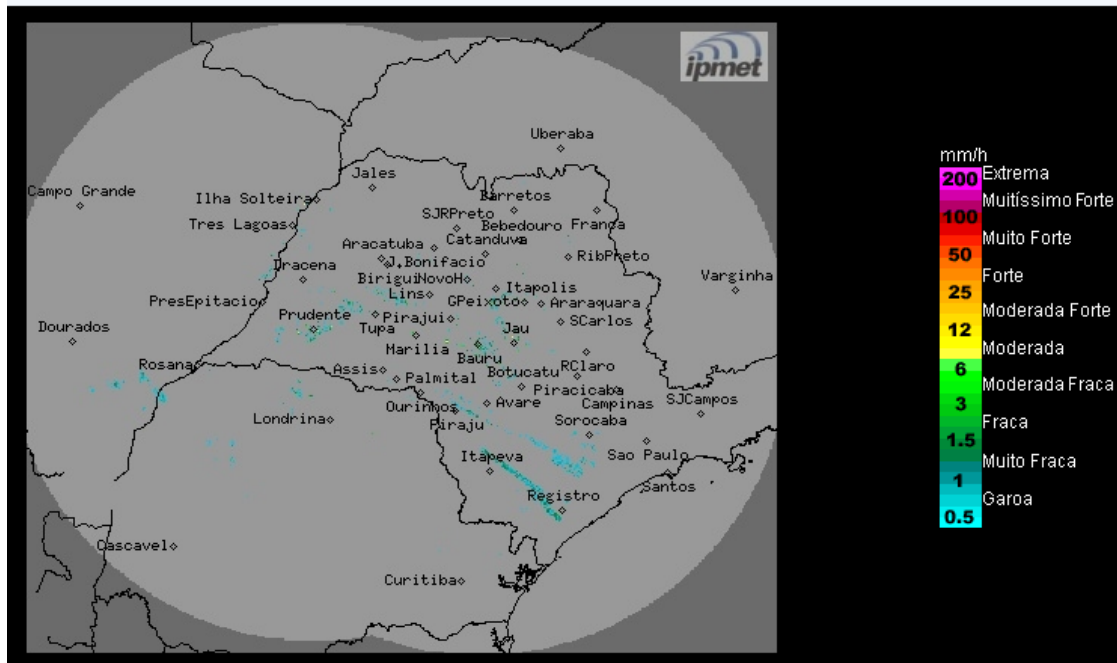 ipmet
Uberaba
Jales
Campo Grande
Ilha Solteira
Barretos
SJRPreto
Bebedouro
Franca
Tres Lagoas
Catanduva
Aracatuba
J.Bonifacio
RibPreto
Dracena
Birigui
NovoH
Itapolis
Varginha
Lins
GPeixoto
Araraquara
PresEpitacio
Prudente
Tupa
Pirajui
SCarlos
Dourados
Jau
Marilia
Bauru
Rosana
Assis
Palmital
Botucatu
RClaro
Piracicaba
Ourinhos
Avare
Campinas
SJCampos
Londrina
Piraju
Sorocaba
Itapeva
Sao Paulo
Santos
Registro
Cascavel
Curitiba
mm/h
200 Extrema
Muitíssimo Forte
100
Muito Forte
50
Forte
25
Moderada Forte
12
Moderada
6
Moderada Fraca
3
Fraca
1.5
Muito Fraca
1
Garoa
0.5